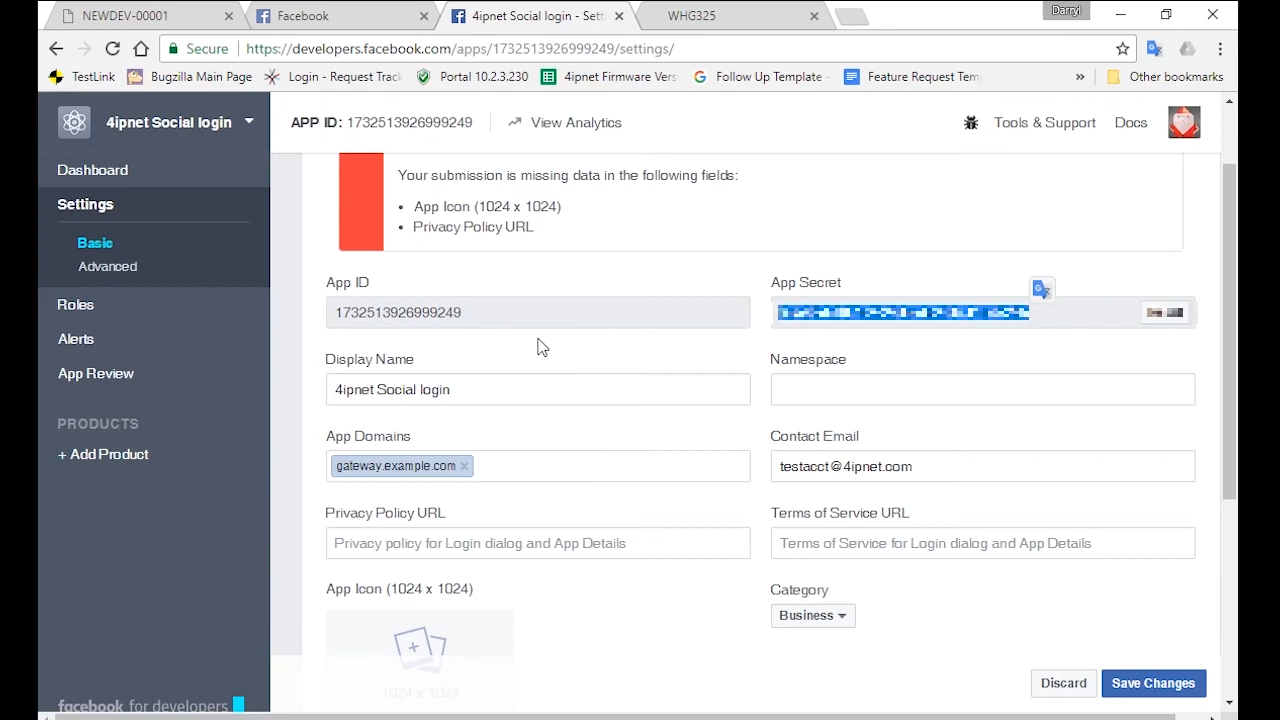 NEWDEV-00001
Facebook
4ipnet Social login - Sett
WHG325
Darryl
Secure
https://developers.facebook.com/apps/1732513926999249/settings/
TestLink
Bugzilla Main Page
Login - Request Track
Portal 10.2.3.230
4ipnet Firmware Vers
Follow Up Template -
Feature Request Temp
»
Other bookmarks
4ipnet Social login
APP ID: 1732513926999249
View Analytics
Tools & Support
Docs
Dashboard
Settings
Basic
Advanced
Roles
Alerts
App Review
PRODUCTS
+ Add Product
facebook for developers
Your submission is missing data in the following fields:
• App Icon (1024 x 1024)
• Privacy Policy URL
App ID
1732513926999249
App Secret
Display Name
4ipnet Social login
Namespace
App Domains
gateway.example.com ×
Contact Email
testacct@4ipnet.com
Privacy Policy URL
Privacy policy for Login dialog and App Details
Terms of Service URL
Terms of Service for Login dialog and App Details
App Icon (1024 x 1024)
1024 x 1024
Category
Business
Discard
Save Changes